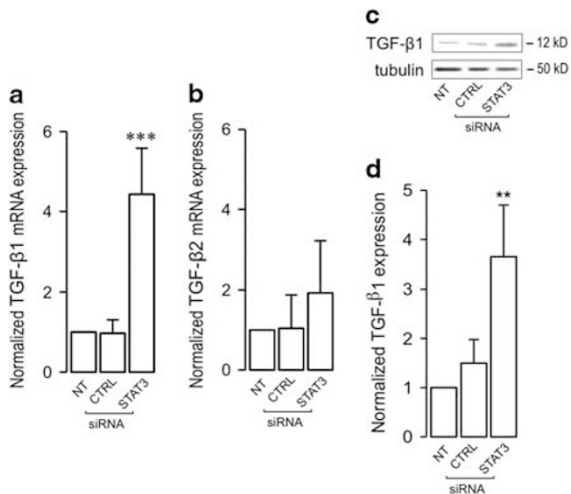 c
TGF-β1
– 12 kD
tubulin
– 50 kD
NT
CTRL
STAT3
siRNA
a
Normalized TGF-β1 mRNA expression
6
4
2
0
***
NT
CTRL
STAT3
siRNA
b
Normalized TGF-β2 mRNA expression
6
4
2
0
NT
CTRL
STAT3
siRNA
d
Normalized TGF-β1 expression
5
4
3
2
1
0
**
NT
CTRL
STAT3
siRNA